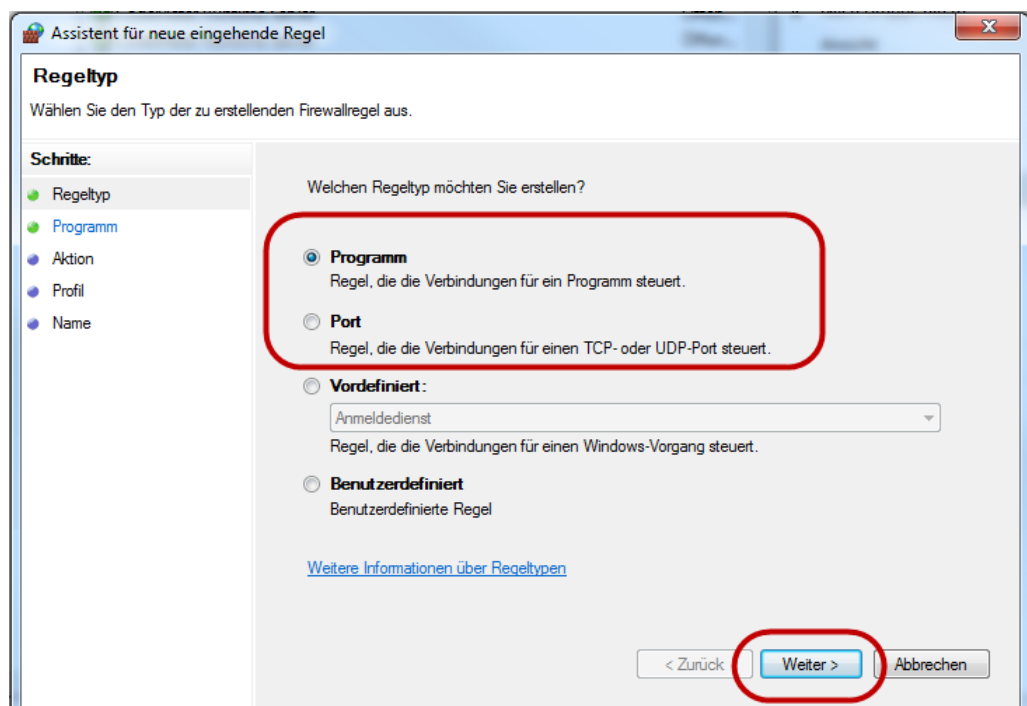 Assistent für neue eingehende Regel
Regeltyp
Wählen Sie den Typ der zu erstellenden Firewallregel aus.
Schritte:
Regeltyp
Programm
Aktion
Profil
Name
Welchen Regeltyp möchten Sie erstellen?
Programm
Regel, die die Verbindungen für ein Programm steuert.
Port
Regel, die die Verbindungen für einen TCP- oder UDP-Port steuert.
Vordefiniert:
Anmeldedienst
Regel, die die Verbindungen für einen Windows-Vorgang steuert.
Benutzerdefiniert
Benutzerdefinierte Regel
Weitere Informationen über Regeltypen
< Zurück
Weiter >
Abbrechen